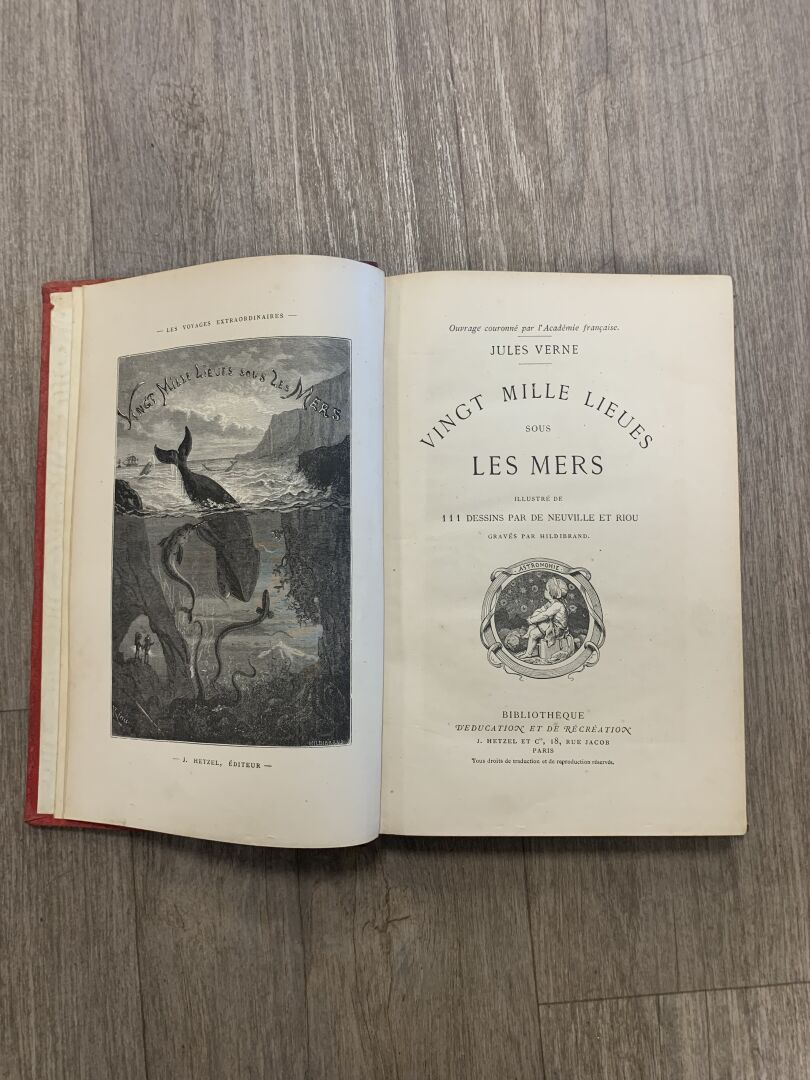 — LES VOYAGES EXTRAORDINAIRES —
VINGT MILLE LIEUES SOUS LES MERS
HILDIBRAND
— J. HETZEL, ÉDITEUR —
Ouvrage couronné par l'Académie française.
JULES VERNE
VINGT MILLE LIEUES
SOUS
LES MERS
ILLUSTRÉ DE
111 DESSINS PAR DE NEUVILLE ET RIOU
GRAVÉS PAR HILDIBRAND.
ASTRONOMIE
BIBLIOTHÈQUE
D'ÉDUCATION ET DE RÉCRÉATION
J. HETZEL ET Cie, 18, RUE JACOB
PARIS
Tous droits de traduction et de reproduction réservés.